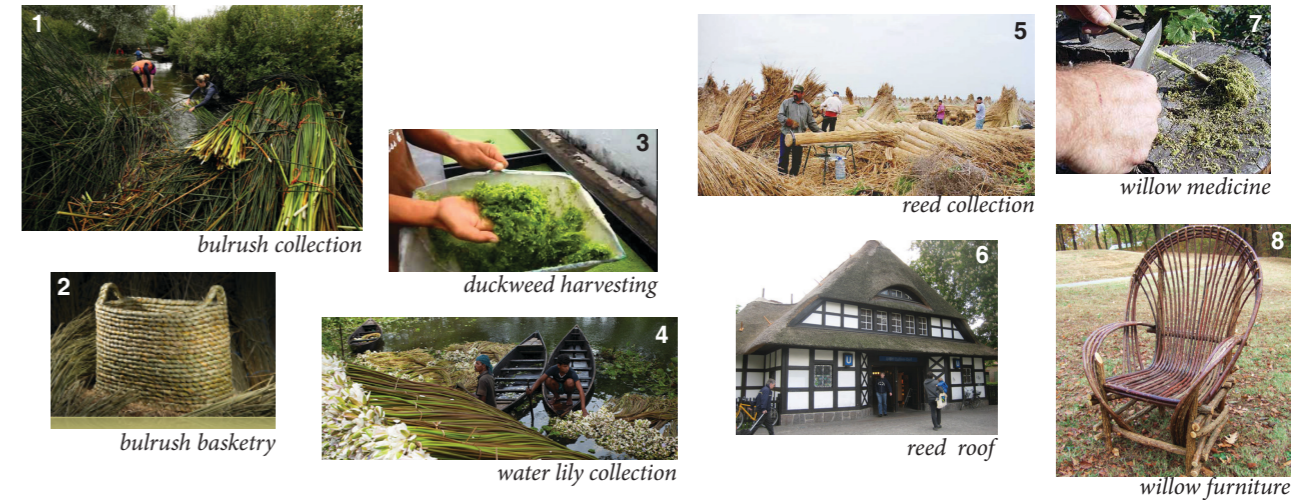 1
bulrush collection
2
bulrush basketry
3
duckweed harvesting
4
water lily collection
5
reed collection
6
U
U
reed roof
7
willow medicine
8
willow furniture